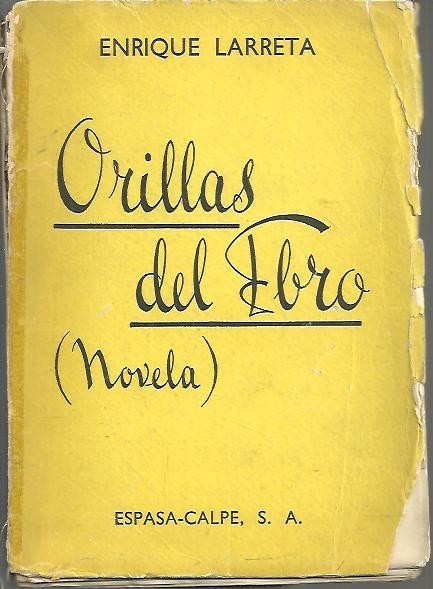 ENRIQUE LARRETA
Orillas
del Ebro
(Novela)
ESPASA-CALPE, S. A.